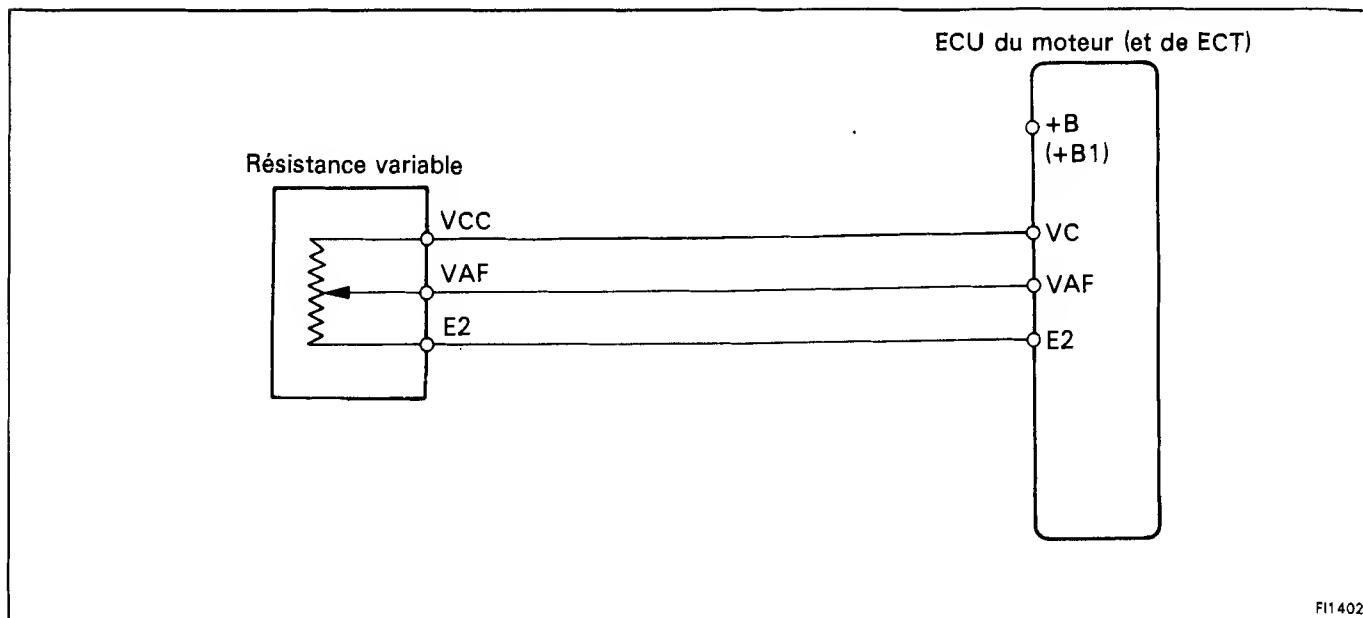 ECU du moteur (et de ECT)
+B
(+B1)
Résistance variable
VCC
VC
VAF
VAF
E2
E2
FI1402